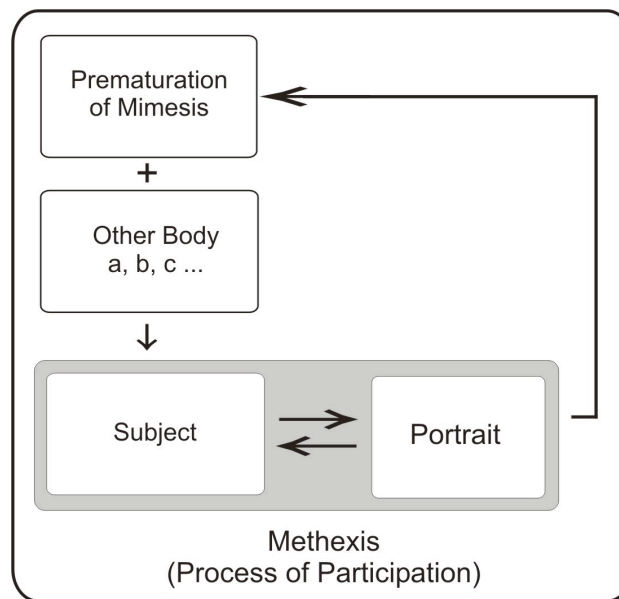 Prematuration
of Mimesis
+
Other Body
a, b, c ...
Subject
Portrait
Methexis
(Process of Participation)